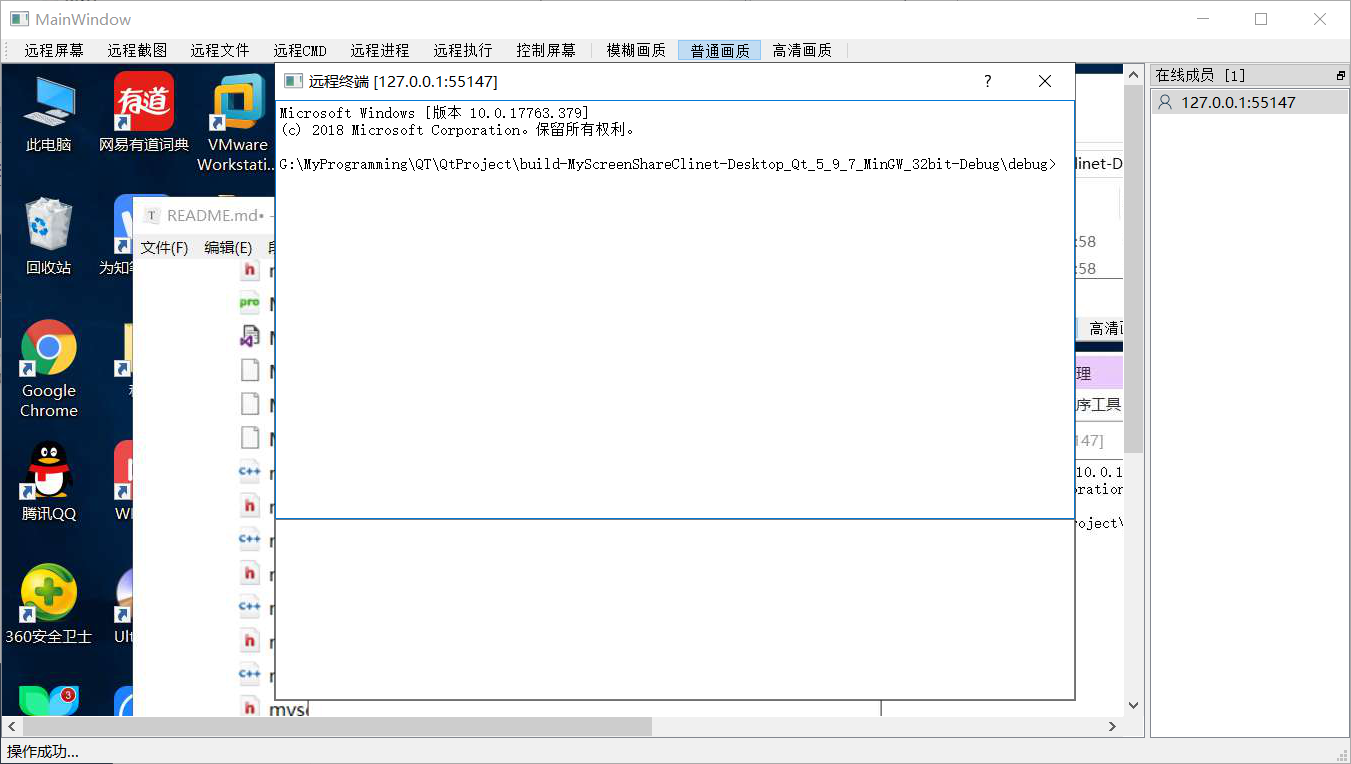 MainWindow
远程屏幕 远程截图 远程文件 远程CMD 远程进程 远程执行 控制屏幕 模糊画质 普通画质 高清画质
远程终端 [127.0.0.1:55147] ?
Microsoft Windows [版本 10.0.17763.379]
(c) 2018 Microsoft Corporation。保留所有权利。
G:\MyProgramming\QT\QtProject\build-MyScreenShareClinet-Desktop_Qt_5_9_7_MinGW_32bit-Debug\debug>
在线成员 [1]
127.0.0.1:55147
此电脑
有道
网易有道词典
VMware
Workstati...
README.md• -
文件(F) 编辑(E)
回收站
h
pro
Google
Chrome
腾讯QQ
C++
h
C++
h
C++
h
C++
h
360安全卫士
3
linet-D
:58
:58
理
序工具
147]
10.0.1
oration
oject\
操作成功...